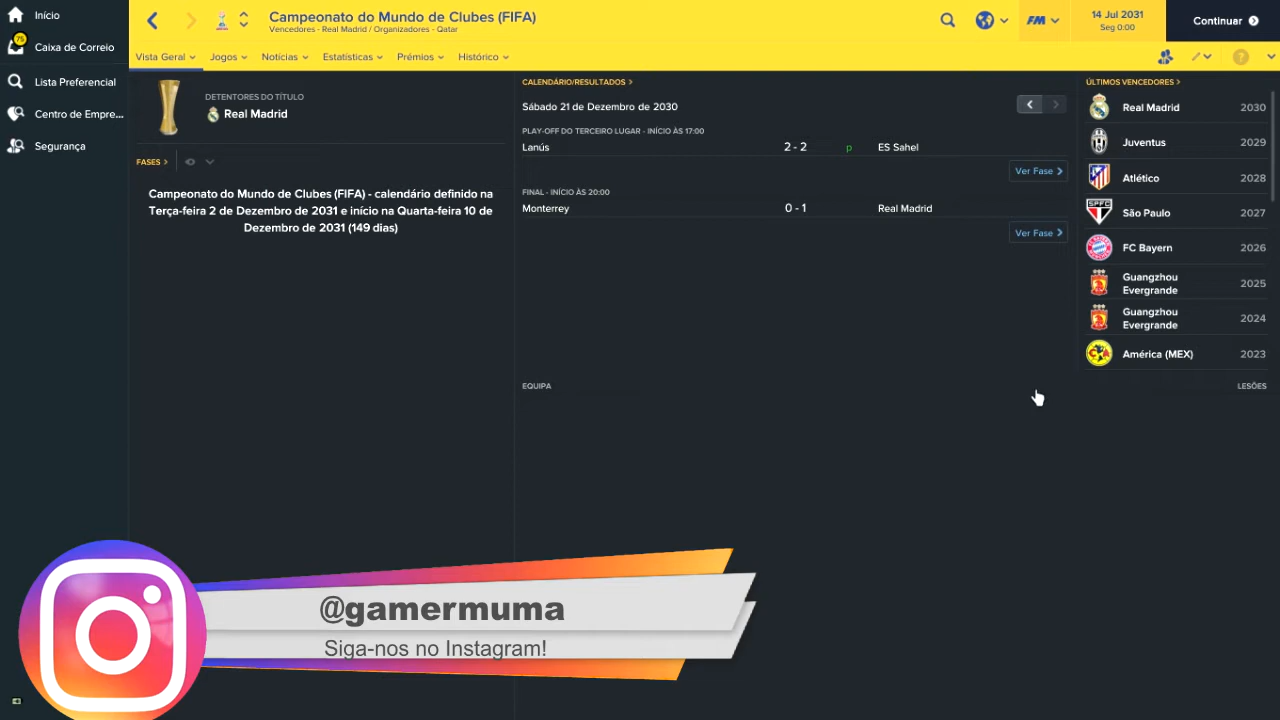 Início
75
Caixa de Correio
Lista Preferencial
Centro de Empre...
Segurança
Campeonato do Mundo de Clubes (FIFA)
Vencedores - Real Madrid / Organizadores - Qatar
FM
14 Jul 2031
Seg 0:00
Continuar
Vista Geral
Jogos
Notícias
Estatísticas
Prémios
Histórico
?
DETENTORES DO TÍTULO
Real Madrid
FASES >
Campeonato do Mundo de Clubes (FIFA) - calendário definido na
Terça-feira 2 de Dezembro de 2031 e início na Quarta-feira 10 de
Dezembro de 2031 (149 dias)
CALENDÁRIO/RESULTADOS >
Sábado 21 de Dezembro de 2030
PLAY-OFF DO TERCEIRO LUGAR - INÍCIO ÀS 17:00
Lanús 2 - 2 p ES Sahel
Ver Fase >
FINAL - INÍCIO ÀS 20:00
Monterrey 0 - 1 Real Madrid
Ver Fase >
EQUIPA
LESÕES
ÚLTIMOS VENCEDORES >
Real Madrid 2030
Juventus 2029
Atlético 2028
SPFC
São Paulo 2027
FC Bayern 2026
Guangzhou
Evergrande 2025
Guangzhou
Evergrande 2024
América (MEX) 2023
@gamermuma
Siga-nos no Instagram!